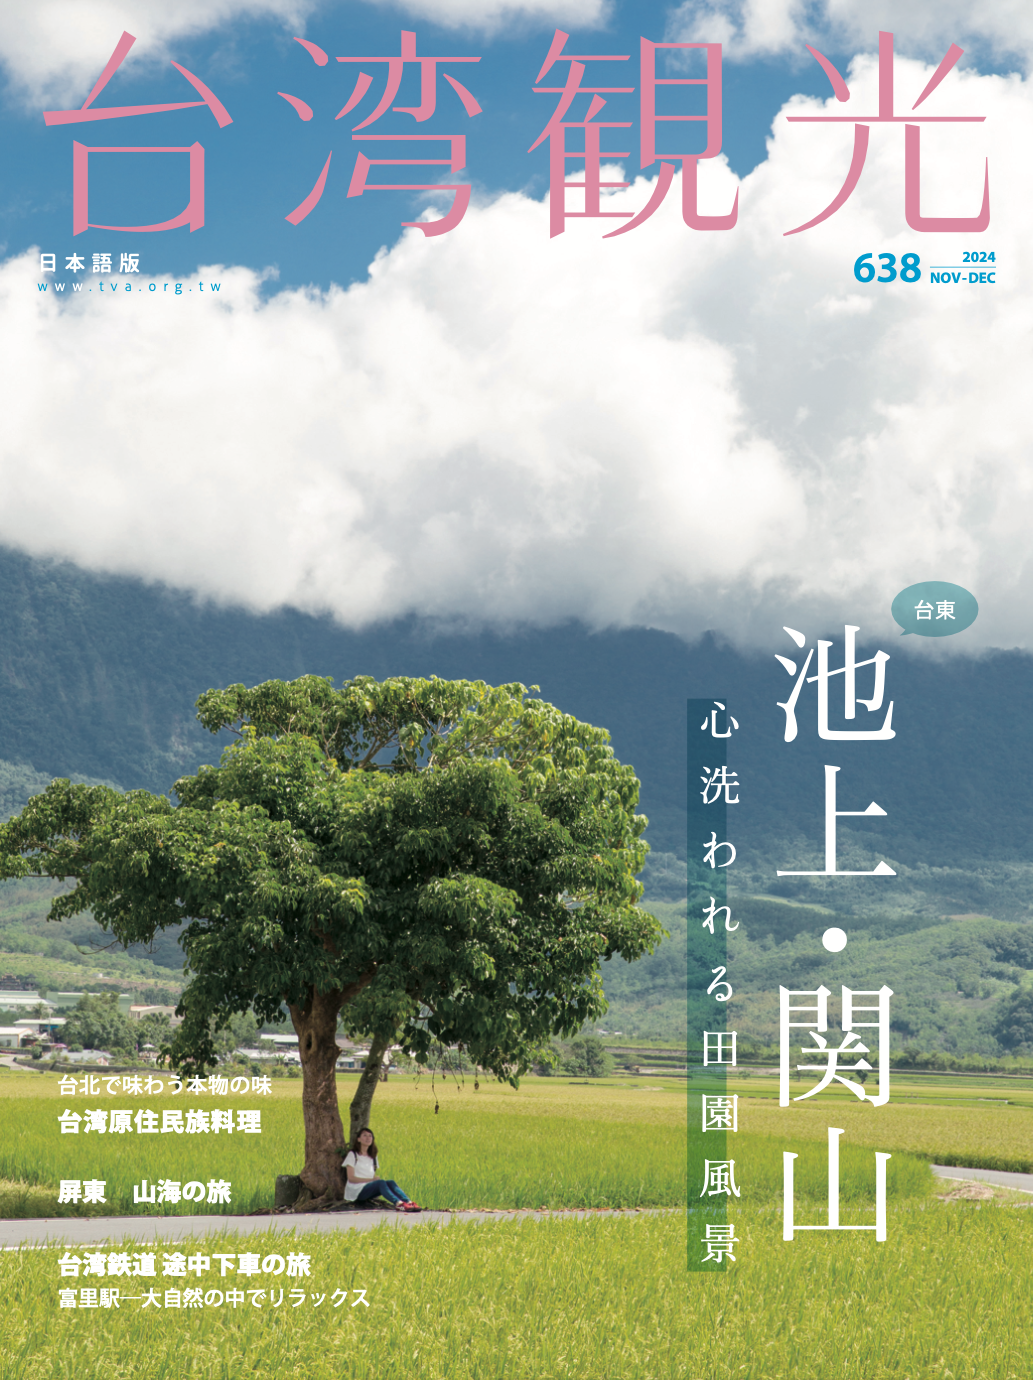 台湾観光
日本語版
www.tva.org.tw
638
2024
NOV-DEC
台東
池上・関山
心洗われる田園風景
台北で味わう本物の味
台湾原住民族料理
屏東　山海の旅
台湾鉄道 途中下車の旅
富里駅─大自然の中でリラックス